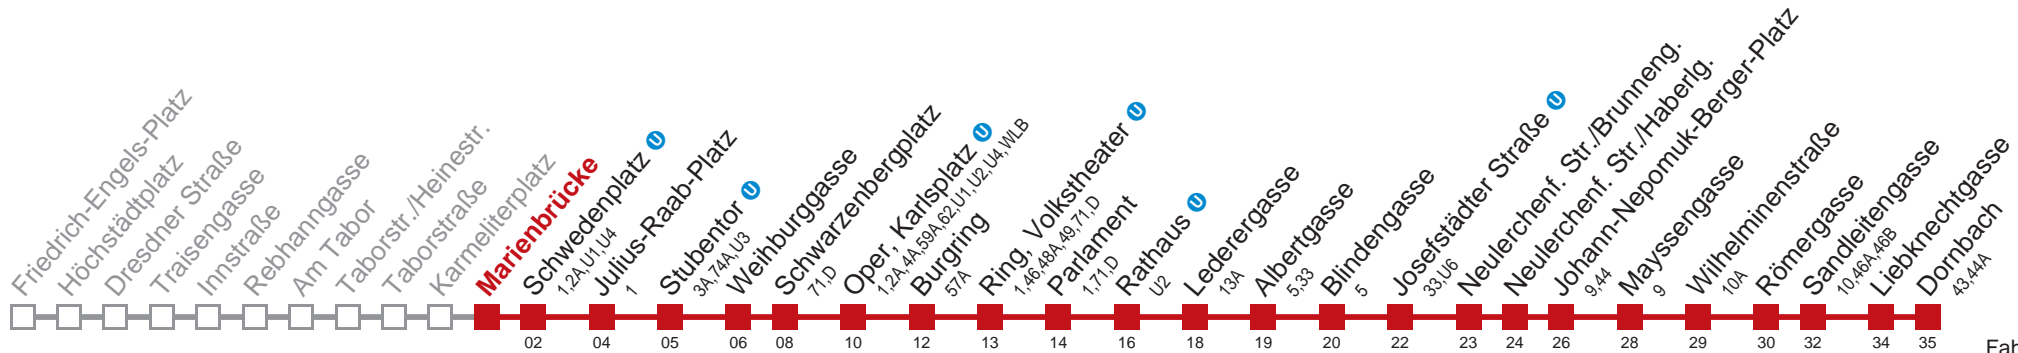 Friedrich-Engels-Platz
Höchstädtplatz
Dresdner Straße
Traisengasse
Innstraße
Rebhanngasse
Am Tabor
Taborstr./Heinestr.
Taborstraße
Karmeliterplatz
Marienbrücke
Schwedenplatz U
1,2A,U1,U4
Julius-Raab-Platz
1
Stubentor U
3A,74A,U3
Weihburggasse
Schwarzenbergplatz
71,D
Oper, Karlsplatz U
1,2A,4A,59A,62,U1,U2,U4,WLB
Burgring
57A
Ring, Volkstheater U
1,46,48A,49,71,D
Parlament
1,71,D
Rathaus U
U2
Lederergasse
13A
Albertgasse
5,33
Blindengasse
5
Josefstädter Straße U
33,U6
Neulerchenf. Str./Brunneng.
Neulerchenf. Str./Haberlg.
Johann-Nepomuk-Berger-Platz
9,44
Mayssengasse
9
Wilhelminenstraße
10A
Römergasse
Sandleitengasse
10,46A,46B
Liebknechtgasse
Dornbach
43,44A
02 04 05 06 08 10 12 13 14 16 18 19 20 22 23 24 26 28 29 30 32 34 35
Fah